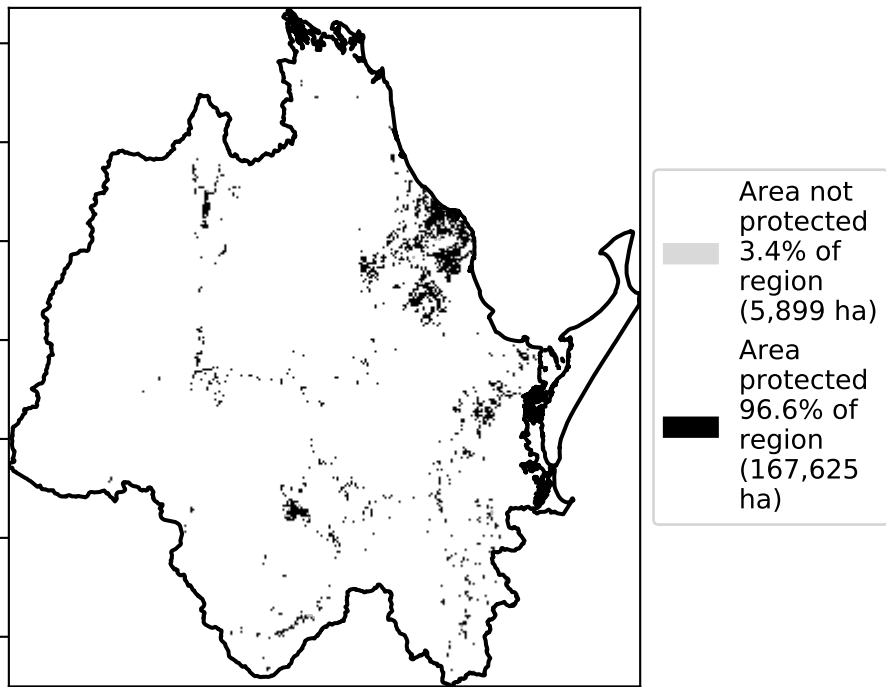 Area not
protected
3.4% of
region
(5,899 ha)
Area
protected
96.6% of
region
(167,625
ha)